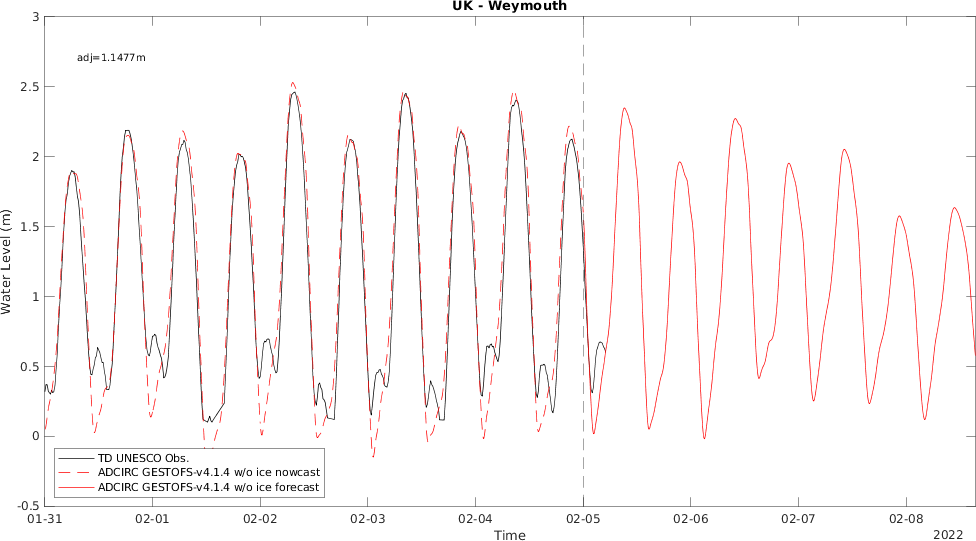 UK - Weymouth
3
adj=1.1477m
2.5
2
1.5
1
0.5
0
-0.5
Water Level (m)
TD UNESCO Obs.
ADCIRC GESTOFS-v4.1.4 w/o ice nowcast
ADCIRC GESTOFS-v4.1.4 w/o ice forecast
01-31 02-01 02-02 02-03 02-04 02-05 02-06 02-07 02-08
Time
2022